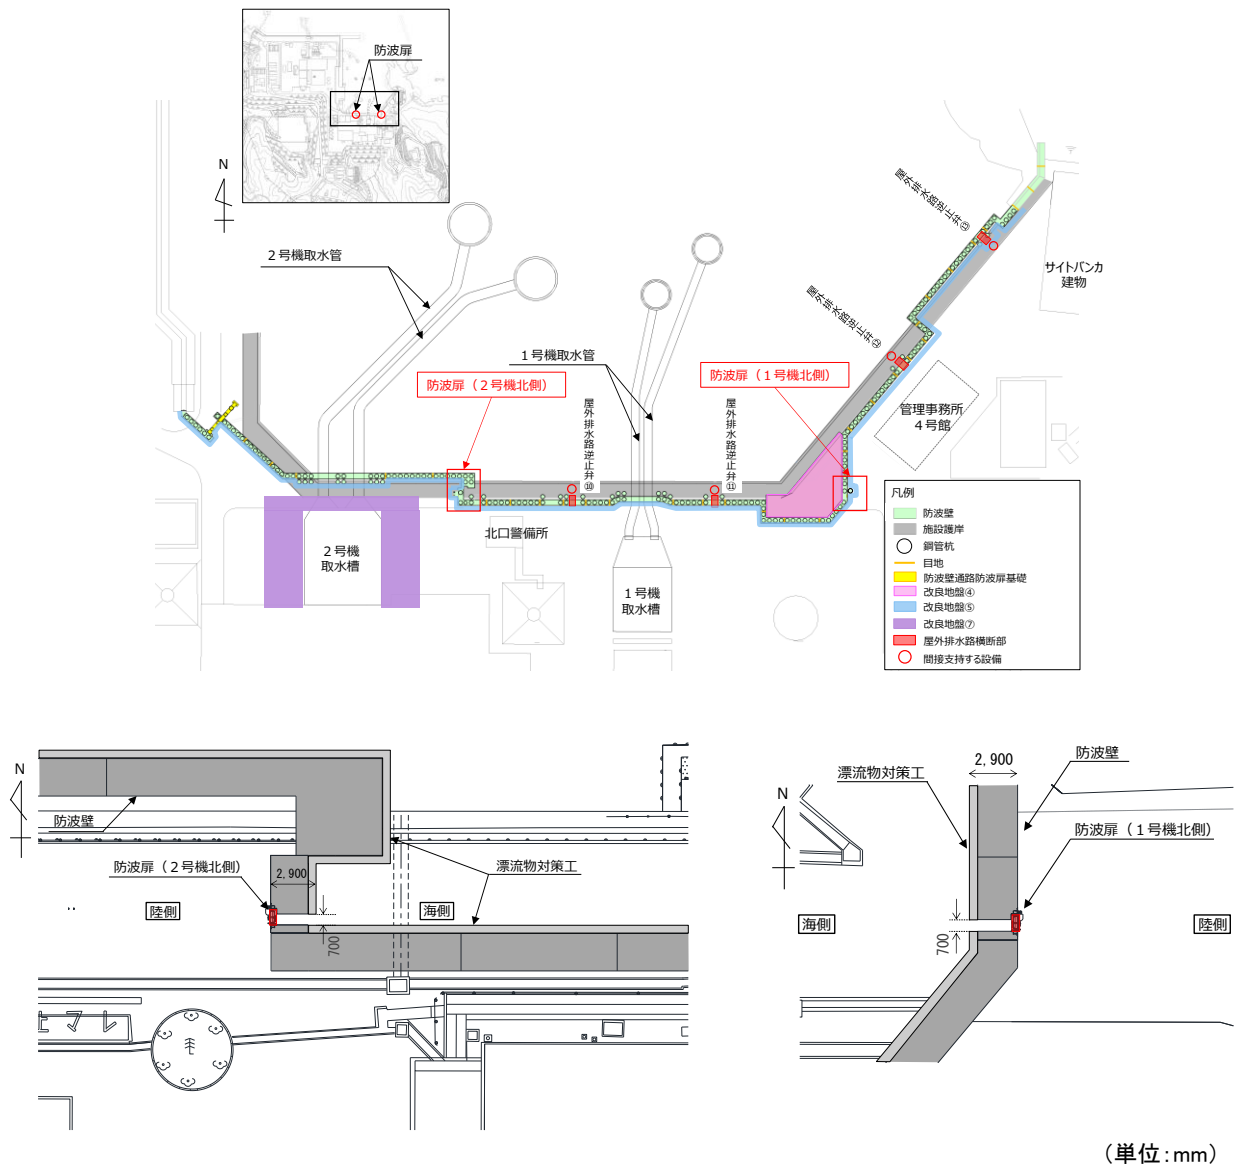 防波扉
N
2号機取水管
1号機取水管
屋外排水路逆止弁⑬
サイトバンカ
建物
屋外排水路逆止弁⑫
防波扉（2号機北側）
防波扉（1号機北側）
屋外排水路逆止弁⑩
屋外排水路逆止弁⑪
管理事務所
4号館
北口警備所
2号機
取水槽
1号機
取水槽
凡例
防波壁
施設護岸
鋼管杭
目地
防波壁通路防波扉基礎
改良地盤④
改良地盤⑤
改良地盤⑦
屋外排水路横断部
間接支持する設備
N
防波壁
防波扉（2号機北側）
2,900
漂流物対策工
陸側
海側
700
2,900
防波壁
漂流物対策工
N
防波扉（1号機北側）
海側
陸側
700
（単位：mm）